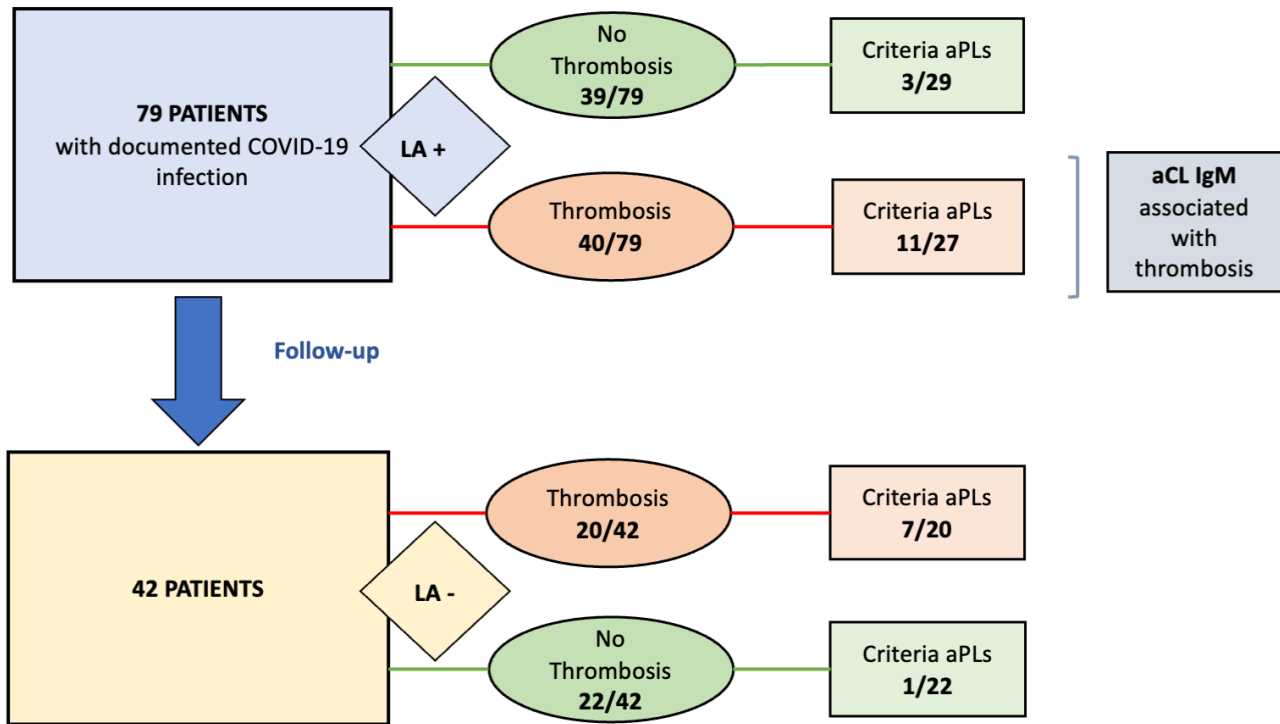 79 PATIENTS
with documented COVID-19
infection
LA +
No
Thrombosis
39/79
Criteria aPLs
3/29
Thrombosis
40/79
Criteria aPLs
11/27
aCL IgM
associated
with
thrombosis
Follow-up
42 PATIENTS
LA -
Thrombosis
20/42
Criteria aPLs
7/20
No
Thrombosis
22/42
Criteria aPLs
1/22